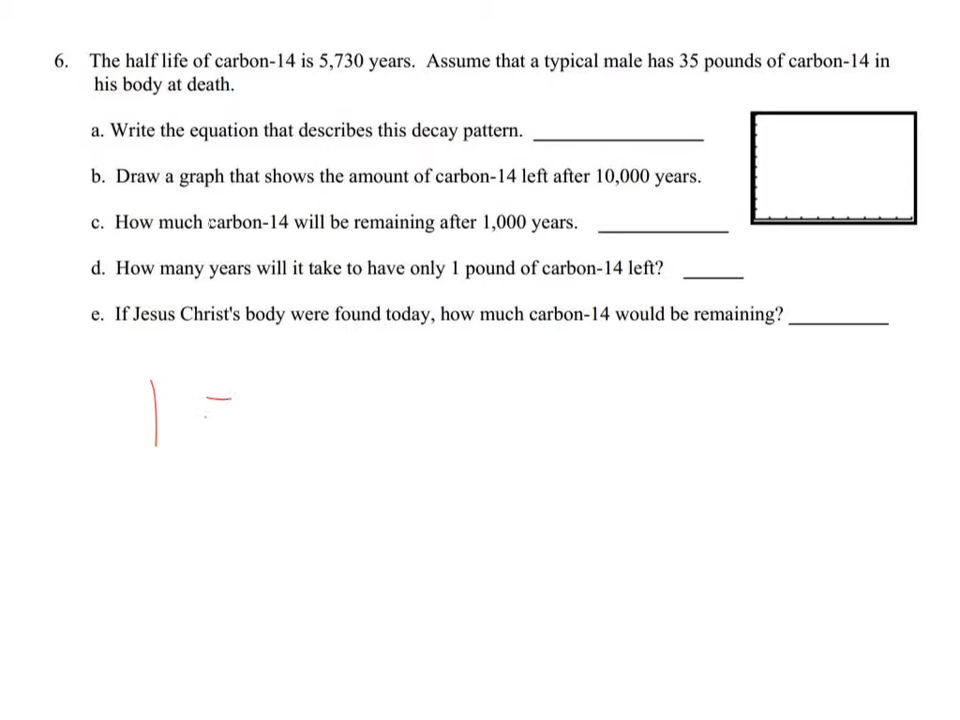 6. The half life of carbon-14 is 5,730 years. Assume that a typical male has 35 pounds of carbon-14 in
his body at death.
a. Write the equation that describes this decay pattern.
b. Draw a graph that shows the amount of carbon-14 left after 10,000 years.
c. How much carbon-14 will be remaining after 1,000 years.
d. How many years will it take to have only 1 pound of carbon-14 left?
e. If Jesus Christ's body were found today, how much carbon-14 would be remaining?
1 =